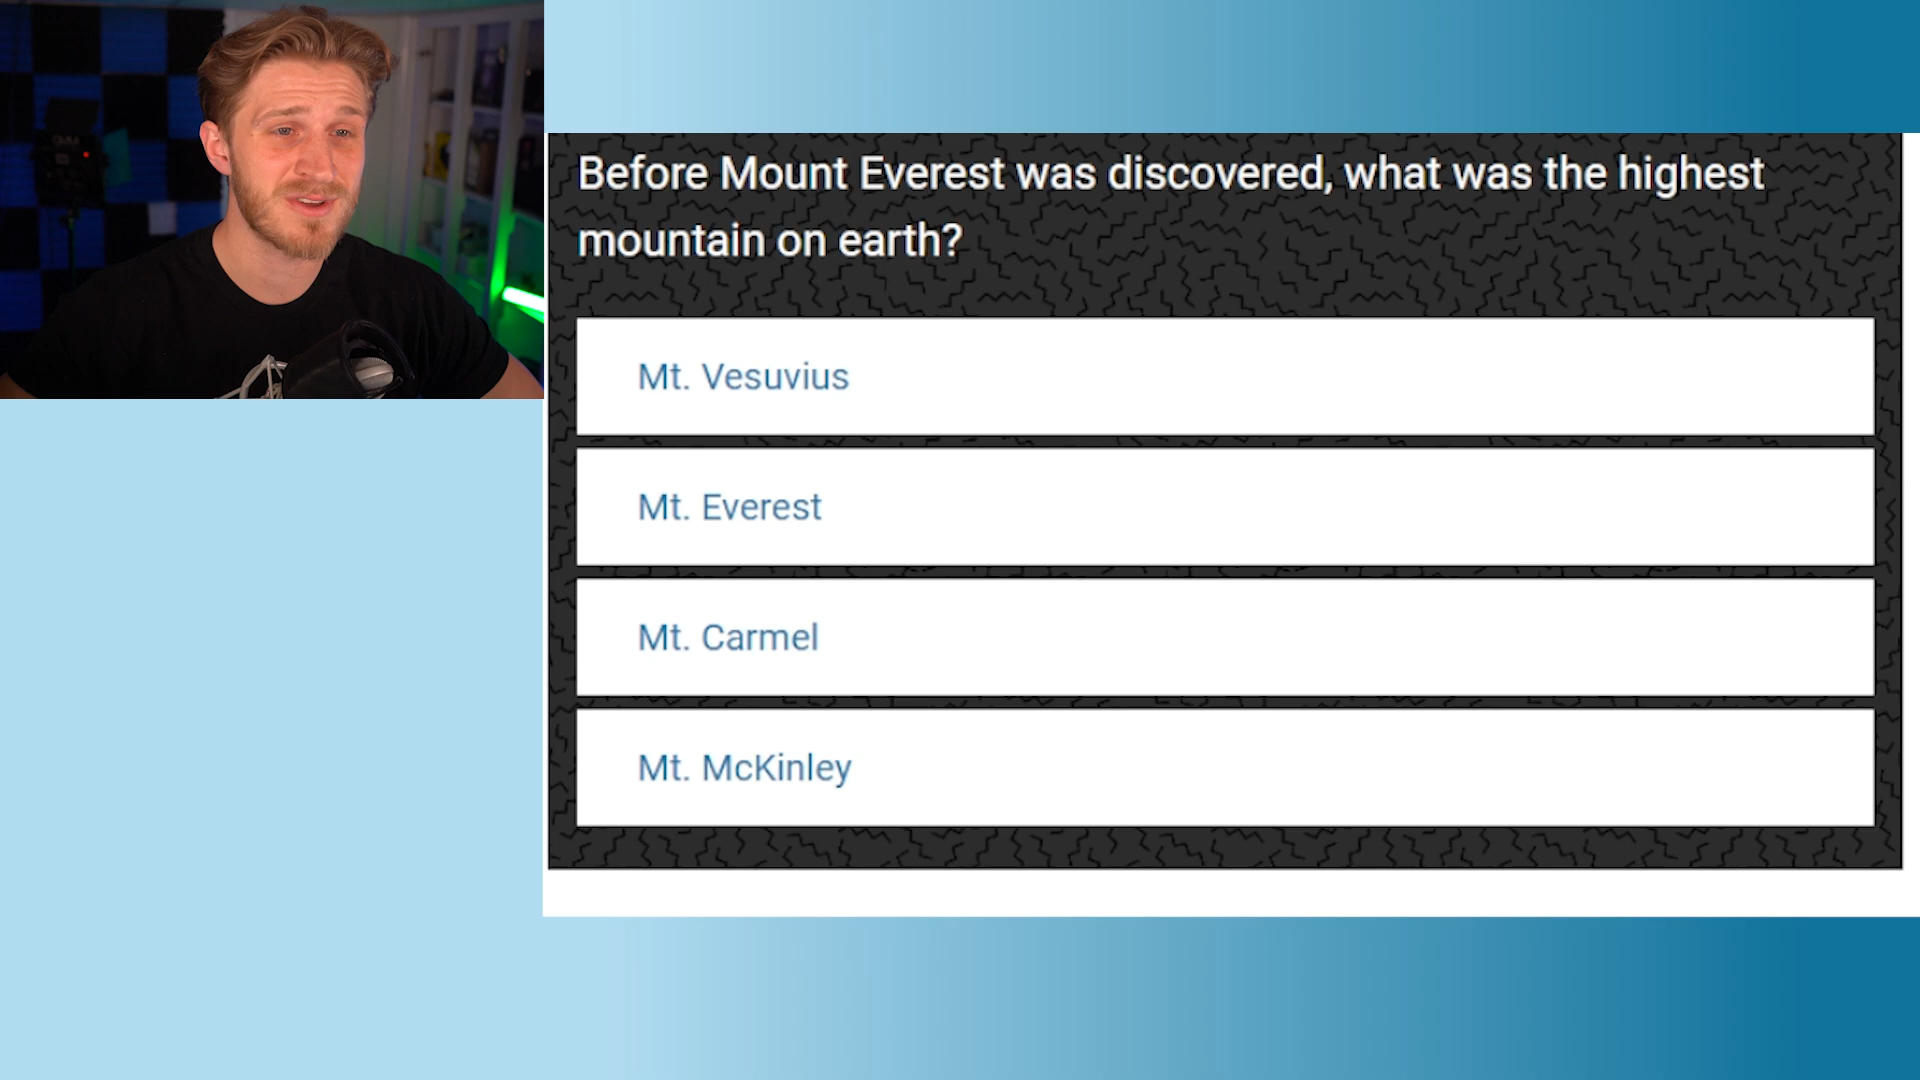 Before Mount Everest was discovered, what was the highest
mountain on earth?
Mt. Vesuvius
Mt. Everest
Mt. Carmel
Mt. McKinley